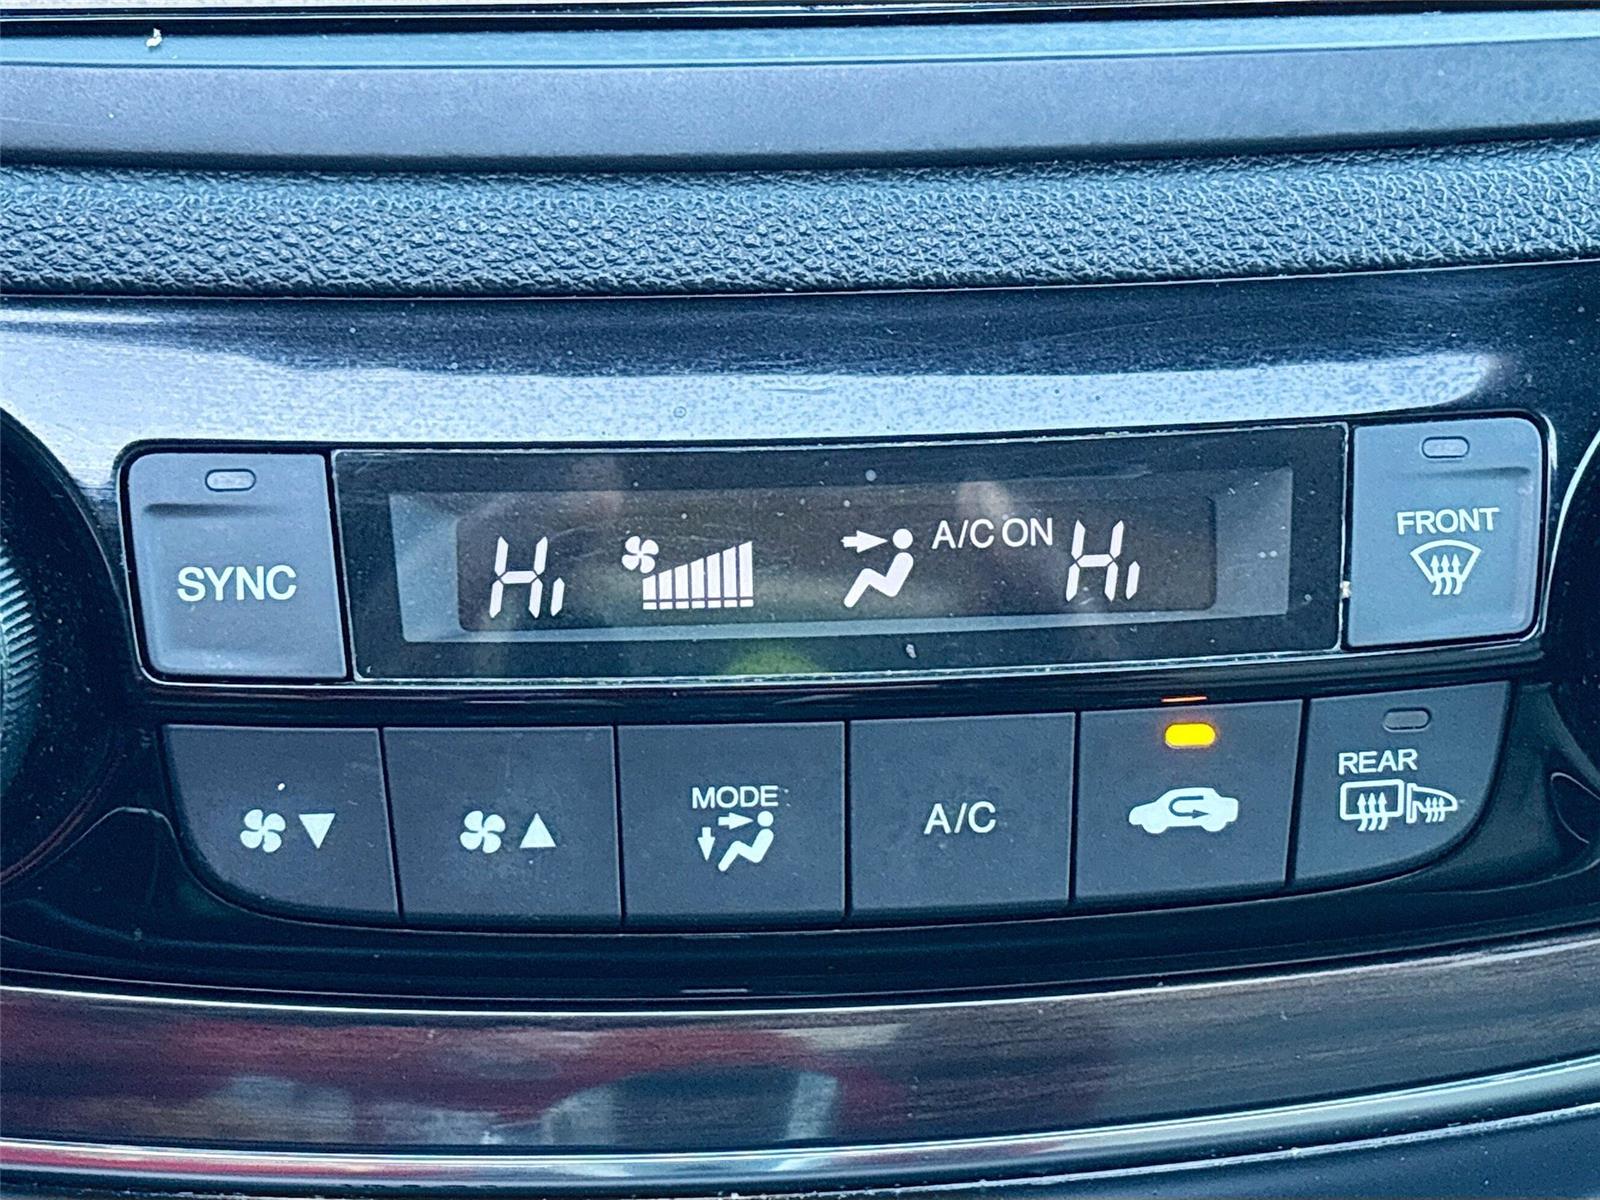 SYNC
Hi
A/C ON
Hi
FRONT
MODE
A/C
REAR